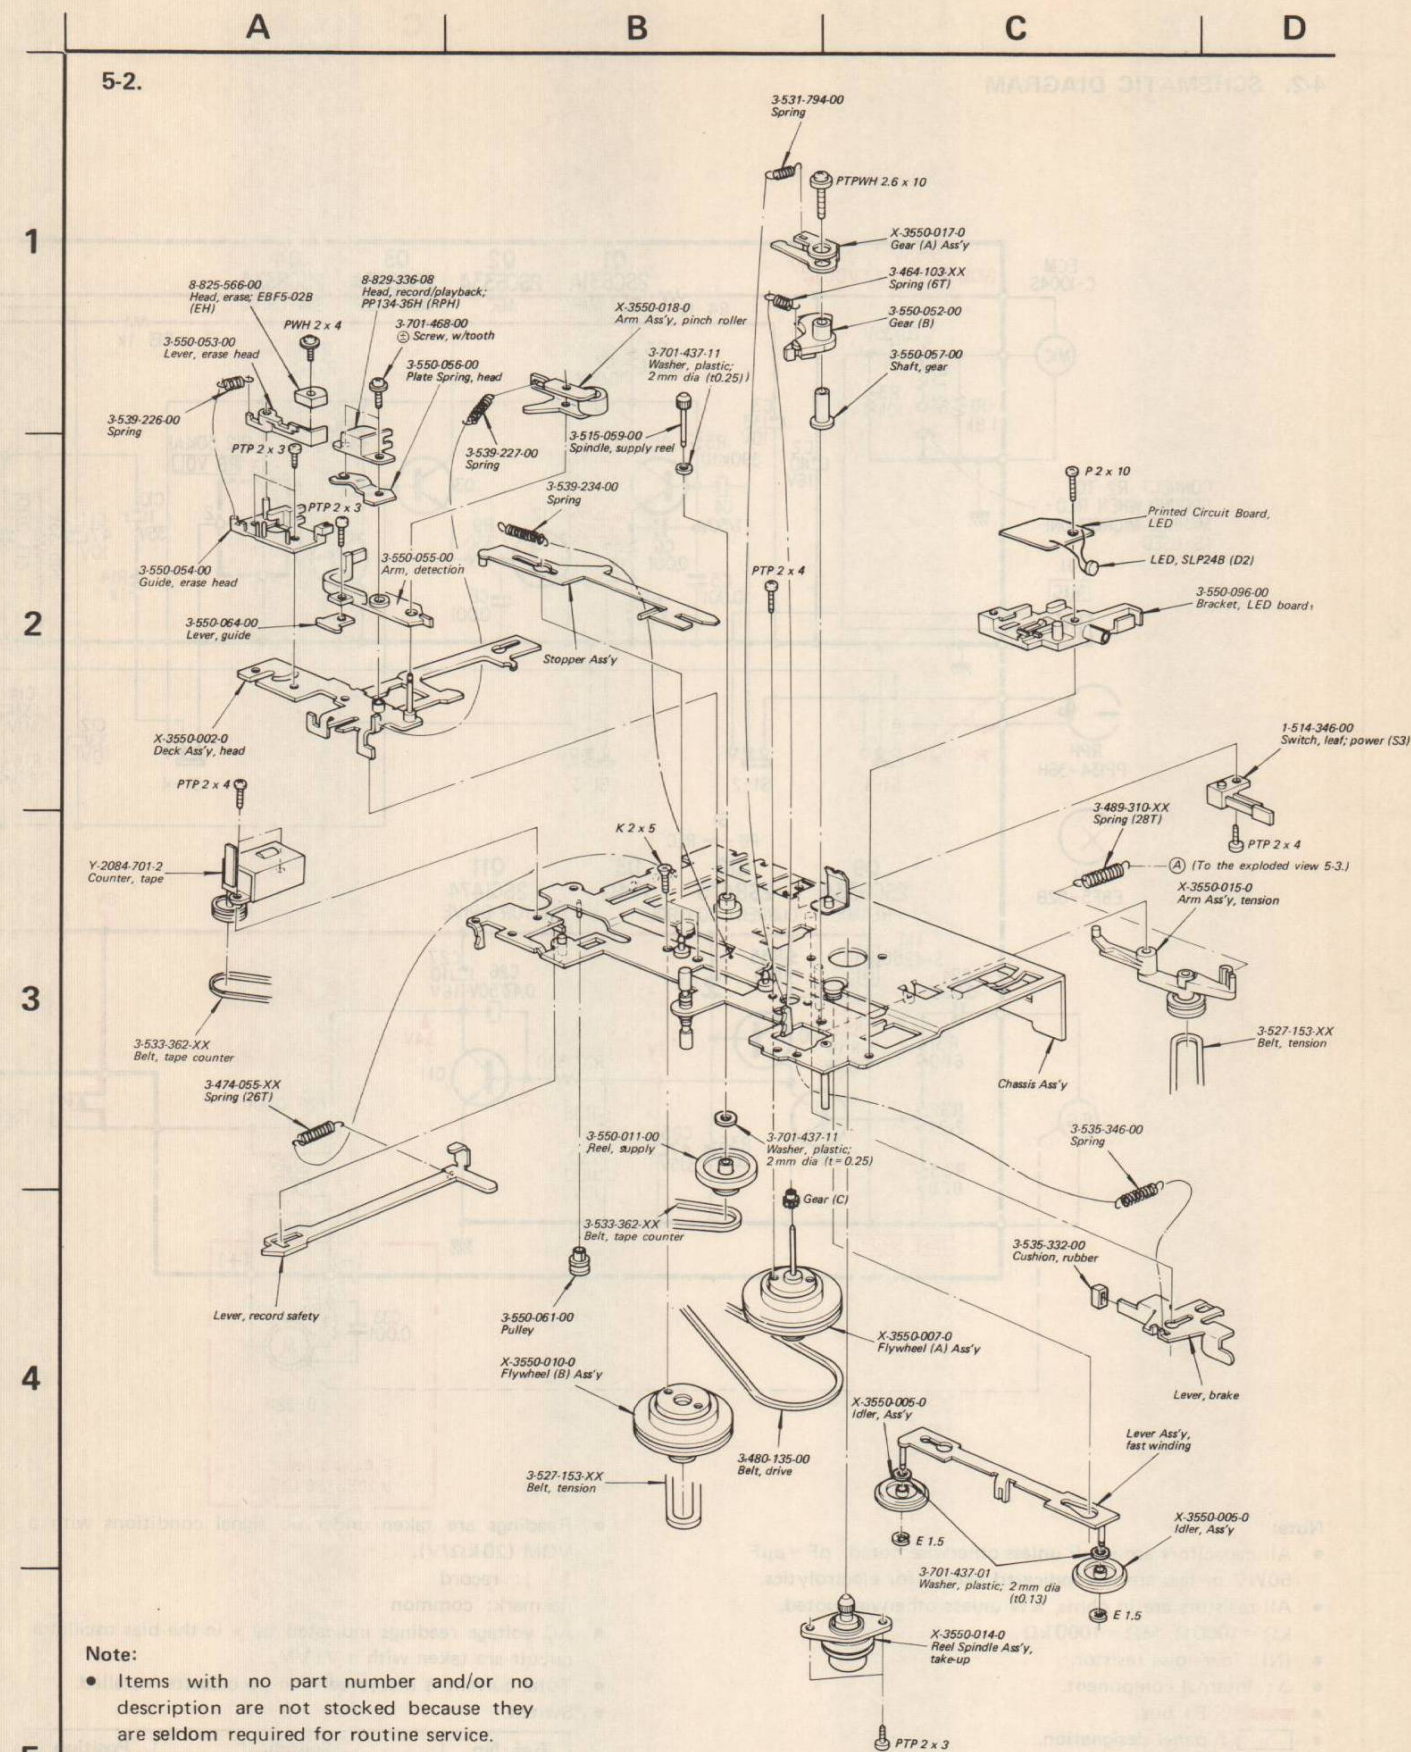 A B C D
5-2.
1
2
3
4
3-531-794-00
Spring
PTPWH 2.6 x 10
X-3550-017-0
Gear (A) Ass'y
3-464-103-XX
Spring (6T)
3-550-052-00
Gear (B)
3-550-057-00
Shaft, gear
8-825-566-00
Head, erase; EBF5-02B
(EH)
8-829-336-08
Head, record/playback;
PP134-36H (RPH)
PWH 2 x 4
3-701-468-00
⊕ Screw, w/tooth
3-550-053-00
Lever, erase head
3-550-056-00
Plate Spring, head
X-3550-018-0
Arm Ass'y, pinch roller
3-701-437-11
Washer, plastic;
2mm dia (t0.25)
3-539-226-00
Spring
PTP 2 x 3
3-539-227-00
Spring
3-515-059-00
Spindle, supply reel
3-539-234-00
Spring
PTP 2 x 3
3-550-054-00
Guide, erase head
3-550-055-00
Arm, detection
PTP 2 x 4
P 2 x 10
Printed Circuit Board,
LED
LED, SLP24B (D2)
3-550-096-00
Bracket, LED board
3-550-064-00
Lever, guide
Stopper Ass'y
X-3550-002-0
Deck Ass'y, head
1-514-346-00
Switch, leaf; power (S3)
PTP 2 x 4
3-489-310-XX
Spring (28T)
PTP 2 x 4
K 2 x 5
A (To the exploded view 5-3.)
Y-2084-701-2
Counter, tape
X-3550-015-0
Arm Ass'y, tension
3-533-362-XX
Belt, tape counter
3-527-153-XX
Belt, tension
Chassis Ass'y
3-474-055-XX
Spring (26T)
3-550-011-00
Reel, supply
3-701-437-11
Washer, plastic;
2mm dia (t=0.25)
3-535-346-00
Spring
Gear (C)
3-533-362-XX
Belt, tape counter
3-535-332-00
Cushion, rubber
Lever, record safety
3-550-061-00
Pulley
X-3550-007-0
Flywheel (A) Ass'y
X-3550-010-0
Flywheel (B) Ass'y
Lever, brake
X-3550-005-0
Idler, Ass'y
Lever Ass'y,
fast winding
3-480-135-00
Belt, drive
3-527-153-XX
Belt, tension
X-3550-005-0
Idler, Ass'y
E 1.5
3-701-437-01
Washer, plastic; 2mm dia
(t0.13)
E 1.5
X-3550-014-0
Reel Spindle Ass'y,
take-up
PTP 2 x 3
Note:
● Items with no part number and/or no
description are not stocked because they
are seldom required for routine service.